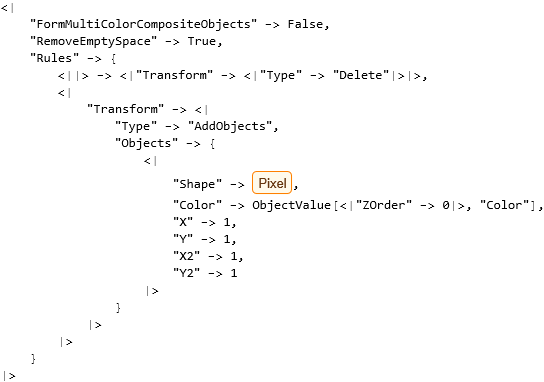 <|
"FormMultiColorCompositeObjects" -> False,
"RemoveEmptySpace" -> True,
"Rules" -> {
<||> -> <|"Transform" -> <|"Type" -> "Delete"|>|>,
<|
"Transform" -> <|
"Type" -> "AddObjects",
"Objects" -> {
<|
"Shape" -> Pixel,
"Color" -> ObjectValue[<|"ZOrder" -> 0|>, "Color"],
"X" -> 1,
"Y" -> 1,
"X2" -> 1,
"Y2" -> 1
|>
}
|>
|>
}
|>